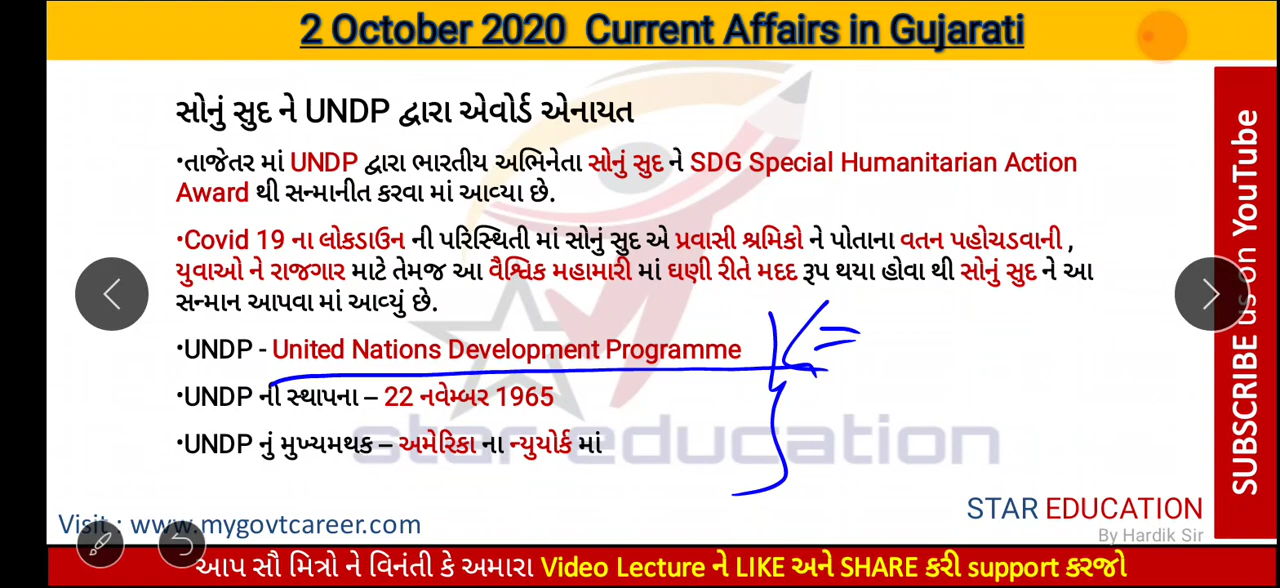 2 October 2020 Current Affairs in Gujarati
સોનું સુદ ને UNDP દ્વારા એવોર્ડ એનાયત
•તાજેતર માં UNDP દ્વારા ભારતીય અભિનેતા સોનું સુદ ને SDG Special Humanitarian Action
Award થી સન્માનીત કરવા માં આવ્યા છે.
•Covid 19 ના લોકડાઉન ની પરિસ્થિતી માં સોનું સુદ એ પ્રવાસી શ્રમિકો ને પોતાના વતન પહોચડવાની ,
યુવાઓ ને રાજગાર માટે તેમજ આ વૈશ્વિક મહામારી માં ઘણી રીતે મદદ રૂપ થયા હોવા થી સોનું સુદ ને આ
સન્માન આપવા માં આવ્યું છે.
•UNDP - United Nations Development Programme
•UNDP ની સ્થાપના – 22 નવેમ્બર 1965
•UNDP નું મુખ્યમથક – અમેરિકા ના ન્યુયોર્ક માં
star education
STAR EDUCATION
By Hardik Sir
Visit : www.mygovtcareer.com
આપ સૌ મિત્રો ને વિનંતી કે અમારા Video Lecture ને LIKE અને SHARE કરી support કરજો
SUBSCRIBE us on YouTube